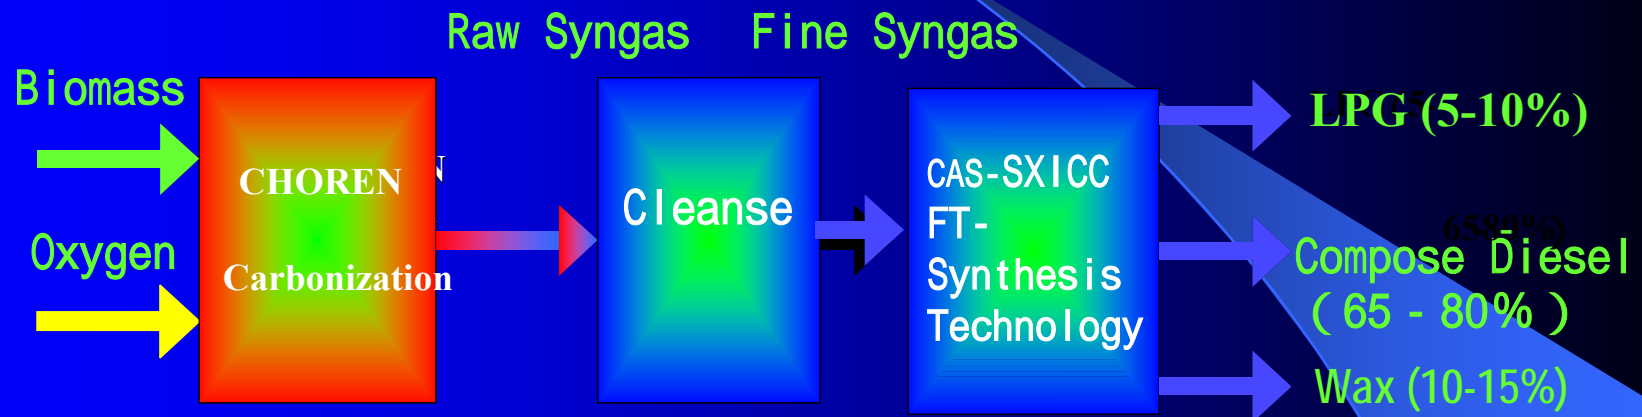 Raw Syngas
Fine Syngas
Biomass
Oxygen
CHOREN
Carbonization
Cleanse
CAS-SXICC
FT-
Synthesis
Technology
LPG (5-10%)
Compose Diesel
(65-80%)
Wax (10-15%)